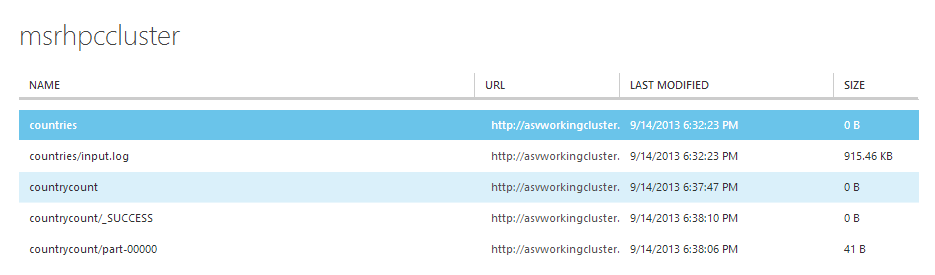 msrhpccluster
NAME URL LAST MODIFIED SIZE
countries http://asvworkingcluster. 9/14/2013 6:32:23 PM 0 B
countries/input.log http://asvworkingcluster. 9/14/2013 6:32:23 PM 915.46 KB
countrycount http://asvworkingcluster. 9/14/2013 6:37:47 PM 0 B
countrycount/_SUCCESS http://asvworkingcluster. 9/14/2013 6:38:10 PM 0 B
countrycount/part-00000 http://asvworkingcluster. 9/14/2013 6:38:06 PM 41 B